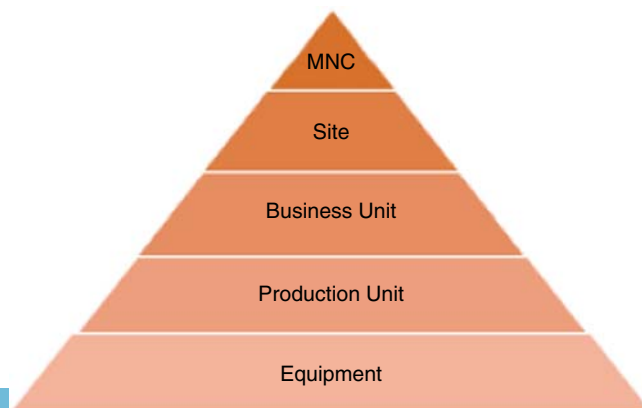 MNC
Site
Business Unit
Production Unit
Equipment